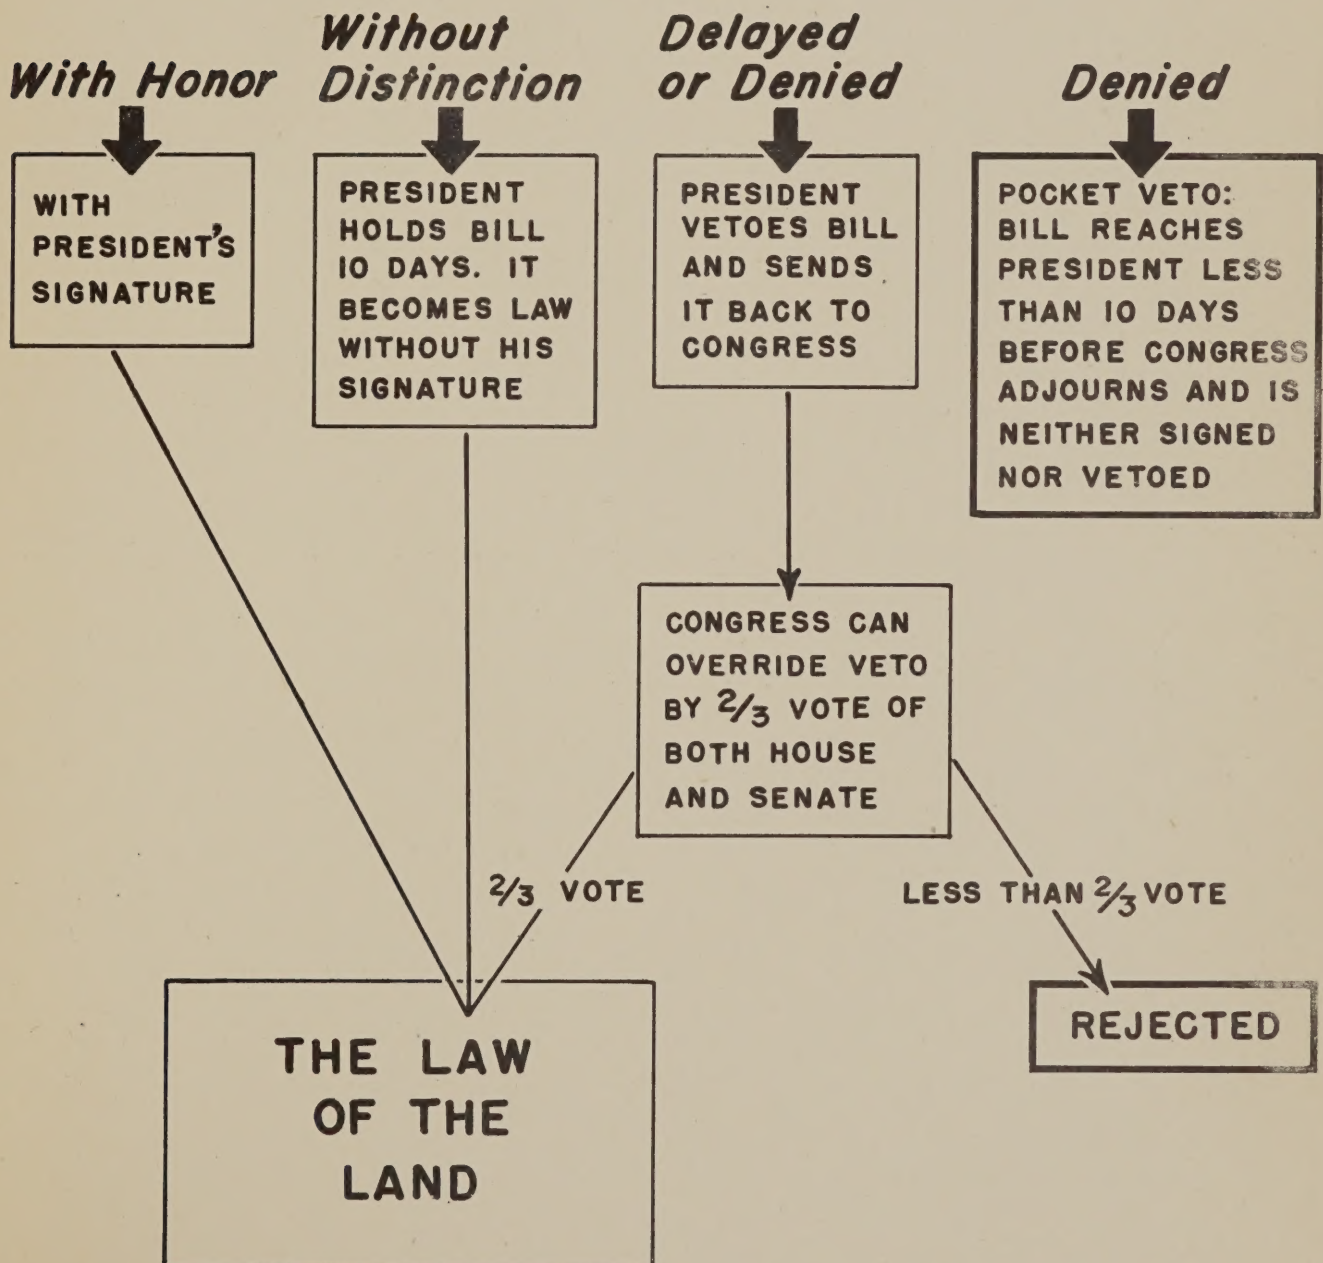 With Honor
Without
Distinction
Delayed
or Denied
Denied
WITH
PRESIDENT'S
SIGNATURE
PRESIDENT
HOLDS BILL
10 DAYS. IT
BECOMES LAW
WITHOUT HIS
SIGNATURE
PRESIDENT
VETOES BILL
AND SENDS
IT BACK TO
CONGRESS
POCKET VETO:
BILL REACHES
PRESIDENT LESS
THAN 10 DAYS
BEFORE CONGRESS
ADJOURNS AND IS
NEITHER SIGNED
NOR VETOED
CONGRESS CAN
OVERRIDE VETO
BY 2/3 VOTE OF
BOTH HOUSE
AND SENATE
2/3 VOTE
LESS THAN 2/3 VOTE
REJECTED
THE LAW
OF THE
LAND